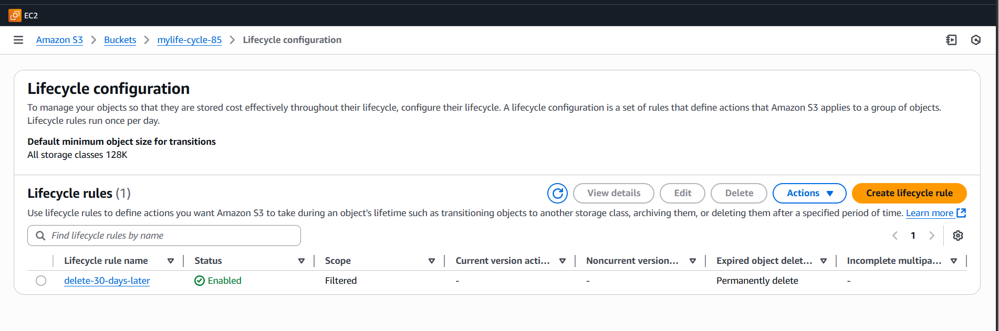 EC2
Amazon S3 > Buckets > mylife-cycle-85 > Lifecycle configuration
Lifecycle configuration
To manage your objects so that they are stored cost effectively throughout their lifecycle, configure their lifecycle. A lifecycle configuration is a set of rules that define actions that Amazon S3 applies to a group of objects.
Lifecycle rules run once per day.
Default minimum object size for transitions
All storage classes 128K
Lifecycle rules (1) View details Edit Delete Actions Create lifecycle rule
Use lifecycle rules to define actions you want Amazon S3 to take during an object's lifetime such as transitioning objects to another storage class, archiving them, or deleting them after a specified period of time. Learn more
Find lifecycle rules by name 1
Lifecycle rule name Status Scope Current version acti... Noncurrent version... Expired object delet... Incomplete multipa...
delete-30-days-later Enabled Filtered - - Permanently delete -